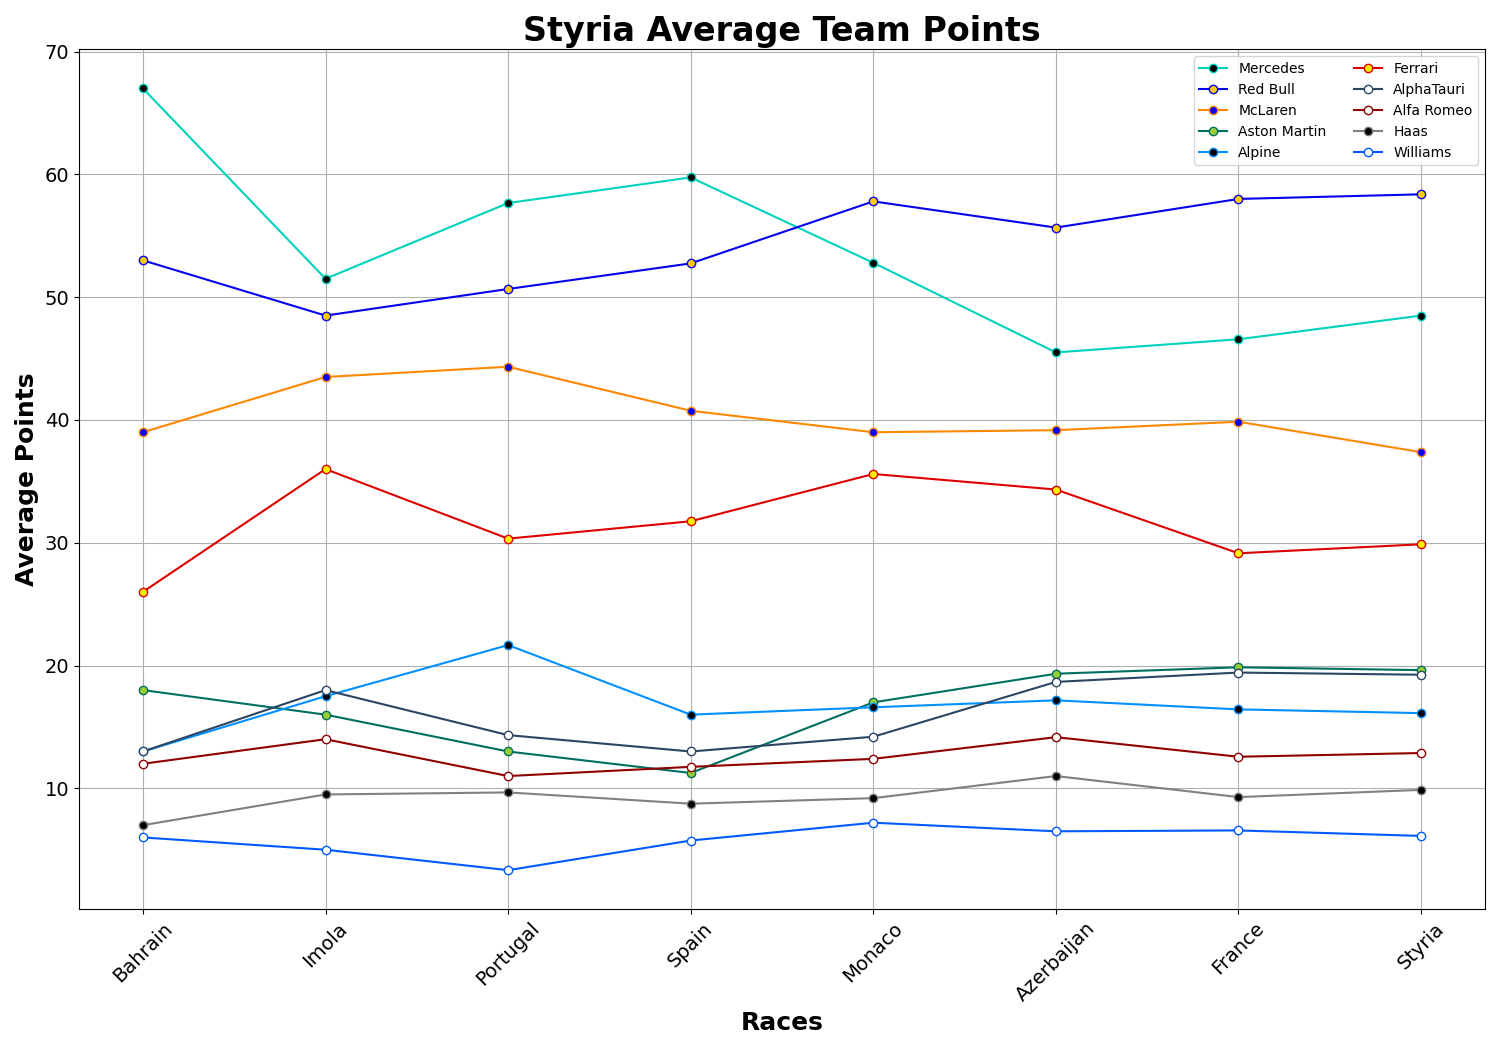 Styria Average Team Points
70
60
50
40
30
20
10
Average Points
Mercedes
Red Bull
McLaren
Aston Martin
Alpine
Ferrari
AlphaTauri
Alfa Romeo
Haas
Williams
Bahrain
Imola
Portugal
Spain
Monaco
Azerbaijan
France
Styria
Races